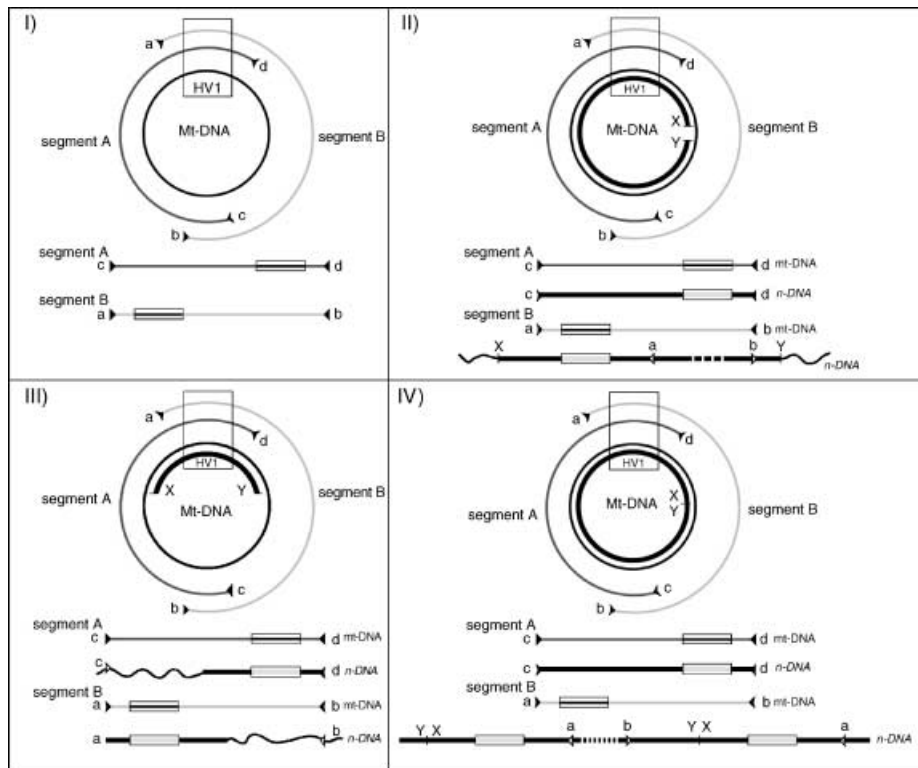 I)
a
d
HV1
Mt-DNA
segment A
segment B
c
b
segment A
c d
segment B
a b
II)
a
d
HV1
X
Mt-DNA
Y
segment A
segment B
c
b
segment A
c d mt-DNA
c d n-DNA
segment B
a b mt-DNA
X a b Y
n-DNA
III)
a
d
HV1
X Y
Mt-DNA
segment A
segment B
c
b
segment A
c d mt-DNA
c d n-DNA
segment B
a b mt-DNA
a b n-DNA
IV)
a
d
HV1
X
Mt-DNA
Y
segment A
segment B
c
b
segment A
c d mt-DNA
c d n-DNA
segment B
a b mt-DNA
Y X a b Y X a
n-DNA